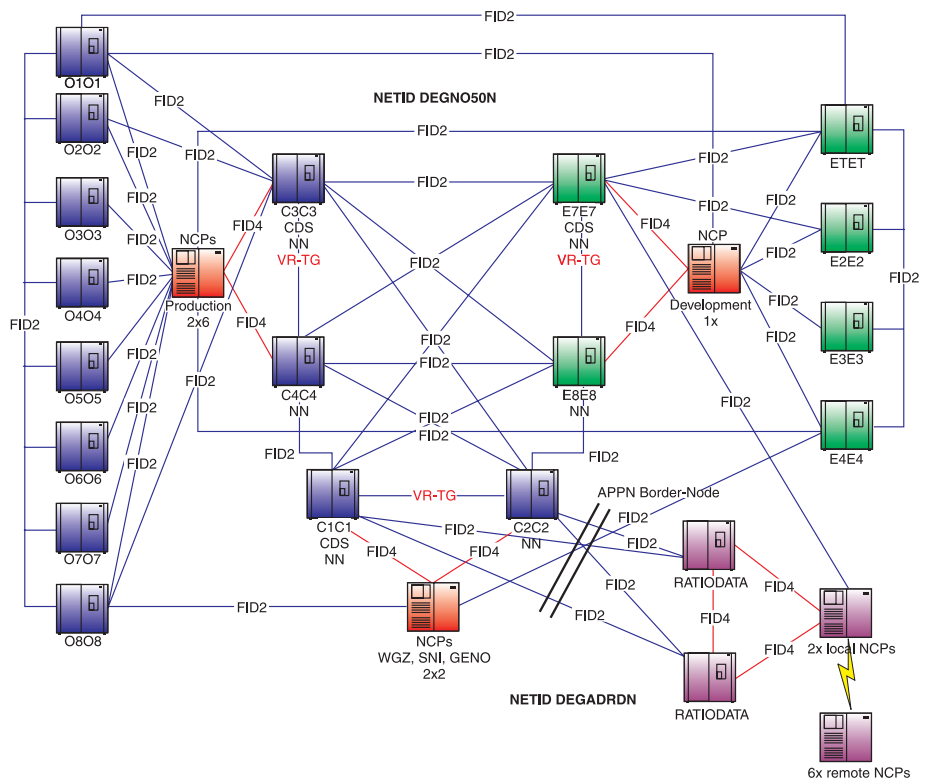 FID2
O1O1
FID2
FID2
NETID DEGNO50N
FID2
FID2
O2O2
FID2
FID2
FID2
ETET
FID2
FID2
FID2
O3O3
FID2
C3C3
CDS
NN
VR-TG
E7E7
CDS
NN
VR-TG
FID2
E2E2
NCPs
FID4
FID4
NCP
FID2
FID2
FID2
FID2
Production
2x6
Development
1x
FID2
O4O4
FID2
FID4
FID4
FID2
E3E3
FID2
FID2
FID2
O5O5
FID2
C4C4
NN
E8E8
NN
FID2
FID2
FID2
FID2
FID2
E4E4
O6O6
FID2
FID2
FID2
APPN Border-Node
VR-TG
C1C1
CDS
NN
C2C2
NN
FID2
FID2
FID2
O7O7
FID4
FID4
FID2
RATIODATA
FID4
FID2
FID2
FID2
FID4
O8O8
NCPs
WGZ, SNI, GENO
2x2
FID4
2x local NCPs
NETID DEGADRDN
RATIODATA
6x remote NCPs